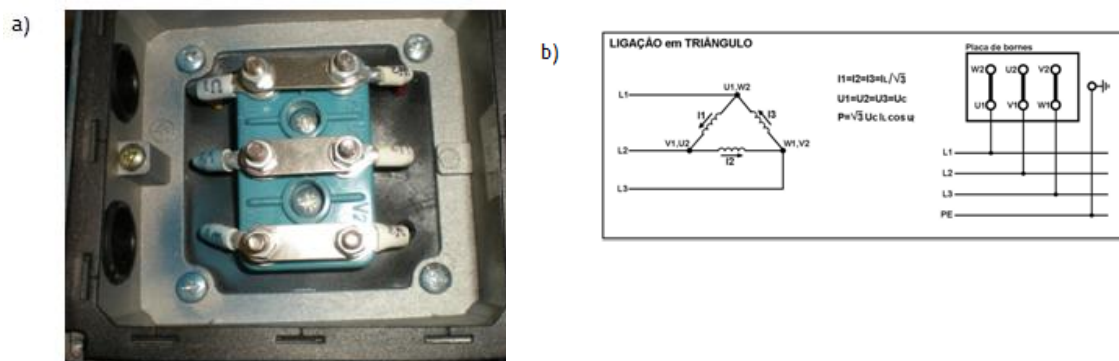 a)
U1
V2
b)
LIGAÇÃO em TRIÂNGULO
U1,W2
L1
I1
I3
V1,U2
W1,V2
L2
I2
L3
I1=I2=I3=IL/√3
U1=U2=U3=Uc
P=√3 Uc IL cos φ
Placa de bornes
W2 U2 V2
U1 V1 W1
L1
L2
L3
PE